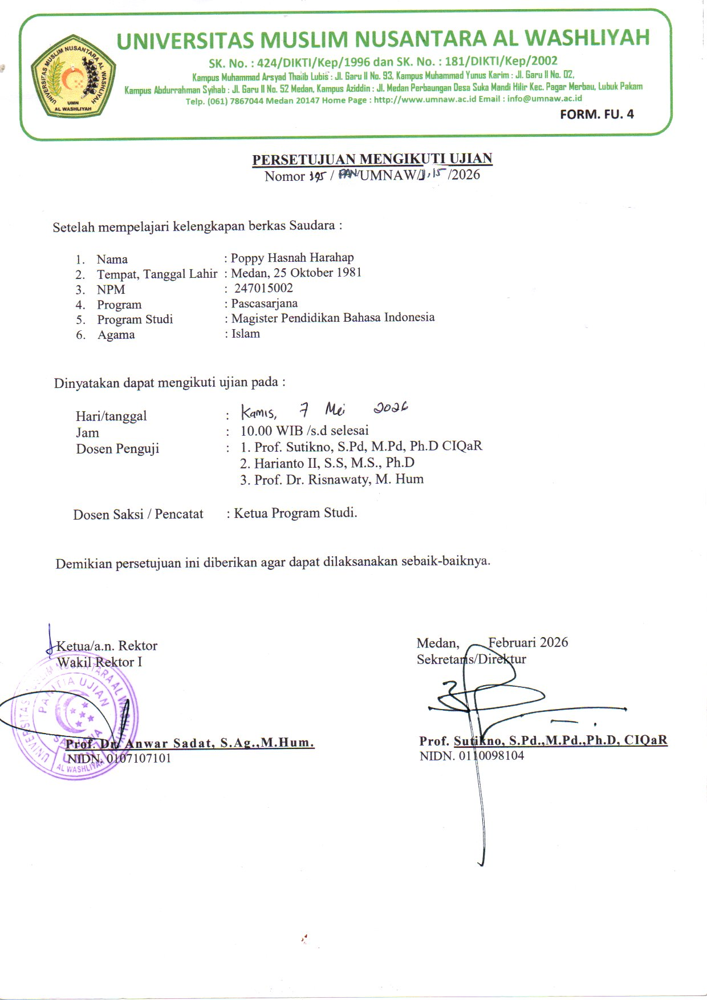 UNIVERSITAS MUSLIM NUSANTARA AL WASHLIYAH
SK. No. : 424/DIKTI/Kep/1996 dan SK. No. : 181/DIKTI/Kep/2002
Kampus Muhammad Arsyad Thalib Lubis : Jl. Garu II No. 93, Kampus Muhammad Yunus Karim : Jl. Garu II No. 02,
Kampus Abdurrahman Syihab : Jl. Garu II No. 52 Medan, Kampus Aziddin : Jl. Medan Perbaungan Desa Suka Mandi Hilir Kec. Pagar Merbau, Lubuk Pakam
Telp. (061) 7867044 Medan 20147 Home Page : http://www.umnaw.ac.id Email : info@umnaw.ac.id
FORM. FU. 4
UNIVERSITAS MUSLIM NUSANTARA AL WASHLIYAH
UMN
AL WASHLIYAH
PERSETUJUAN MENGIKUTI UJIAN
Nomor 395 / PAN/UMNAW/ /2026
Setelah mempelajari kelengkapan berkas Saudara :
1. Nama : Poppy Hasnah Harahap
2. Tempat, Tanggal Lahir : Medan, 25 Oktober 1981
3. NPM : 247015002
4. Program : Pascasarjana
5. Program Studi : Magister Pendidikan Bahasa Indonesia
6. Agama : Islam
Dinyatakan dapat mengikuti ujian pada :
Hari/tanggal : Kamis, 7 Mei 2026
Jam : 10.00 WIB /s.d selesai
Dosen Penguji : 1. Prof. Sutikno, S.Pd, M.Pd, Ph.D CIQaR
2. Harianto II, S.S, M.S., Ph.D
3. Prof. Dr. Risnawaty, M. Hum
Dosen Saksi / Pencatat : Ketua Program Studi.
Demikian persetujuan ini diberikan agar dapat dilaksanakan sebaik-baiknya.
Ketua/a.n. Rektor
Wakil Rektor I
PANITIA UJIAN
SARJANA
UMN
AL WASHLIYAH
Prof. Dr. Anwar Sadat, S.Ag.,M.Hum.
NIDN. 0107107101
Medan, Februari 2026
Sekretaris/Direktur
Prof. Sutikno, S.Pd.,M.Pd.,Ph.D, CIQaR
NIDN. 0110098104